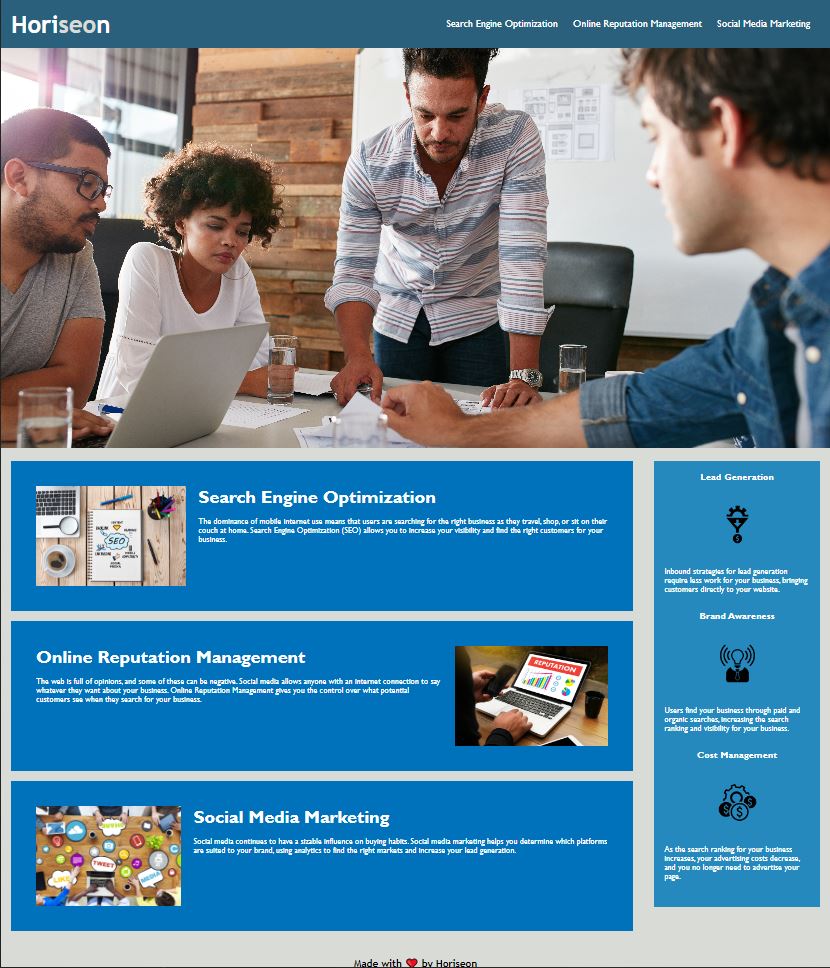 Horiseon
Search Engine Optimization Online Reputation Management Social Media Marketing
Search Engine Optimization
The dominance of mobile internet use means that users are searching for the right business as they travel, shop, or sit on their
couch at home. Search Engine Optimization (SEO) allows you to increase your visibility and find the right customers for your
business.
SEO
Online Reputation Management
The web is full of opinions, and some of these can be negative. Social media allows anyone with an internet connection to say
whatever they want about your business. Online Reputation Management gives you the control over what potential
customers see when they search for your business.
REPUTATION
Social Media Marketing
Social media continues to have a sizable influence on buying habits. Social media marketing helps you determine which platforms
are suited to your brand, using analytics to find the right markets and increase your lead generation.
TWEET
LIKE
MEDIA
Lead Generation
Inbound strategies for lead generation
require less work for your business, bringing
customers directly to your website.
Brand Awareness
Users find your business through paid and
organic searches, increasing the search
ranking and visibility for your business.
Cost Management
As the search ranking for your business
increases, your advertising costs decrease,
and you no longer need to advertise your
page.
Made with ❤️ by Horiseon